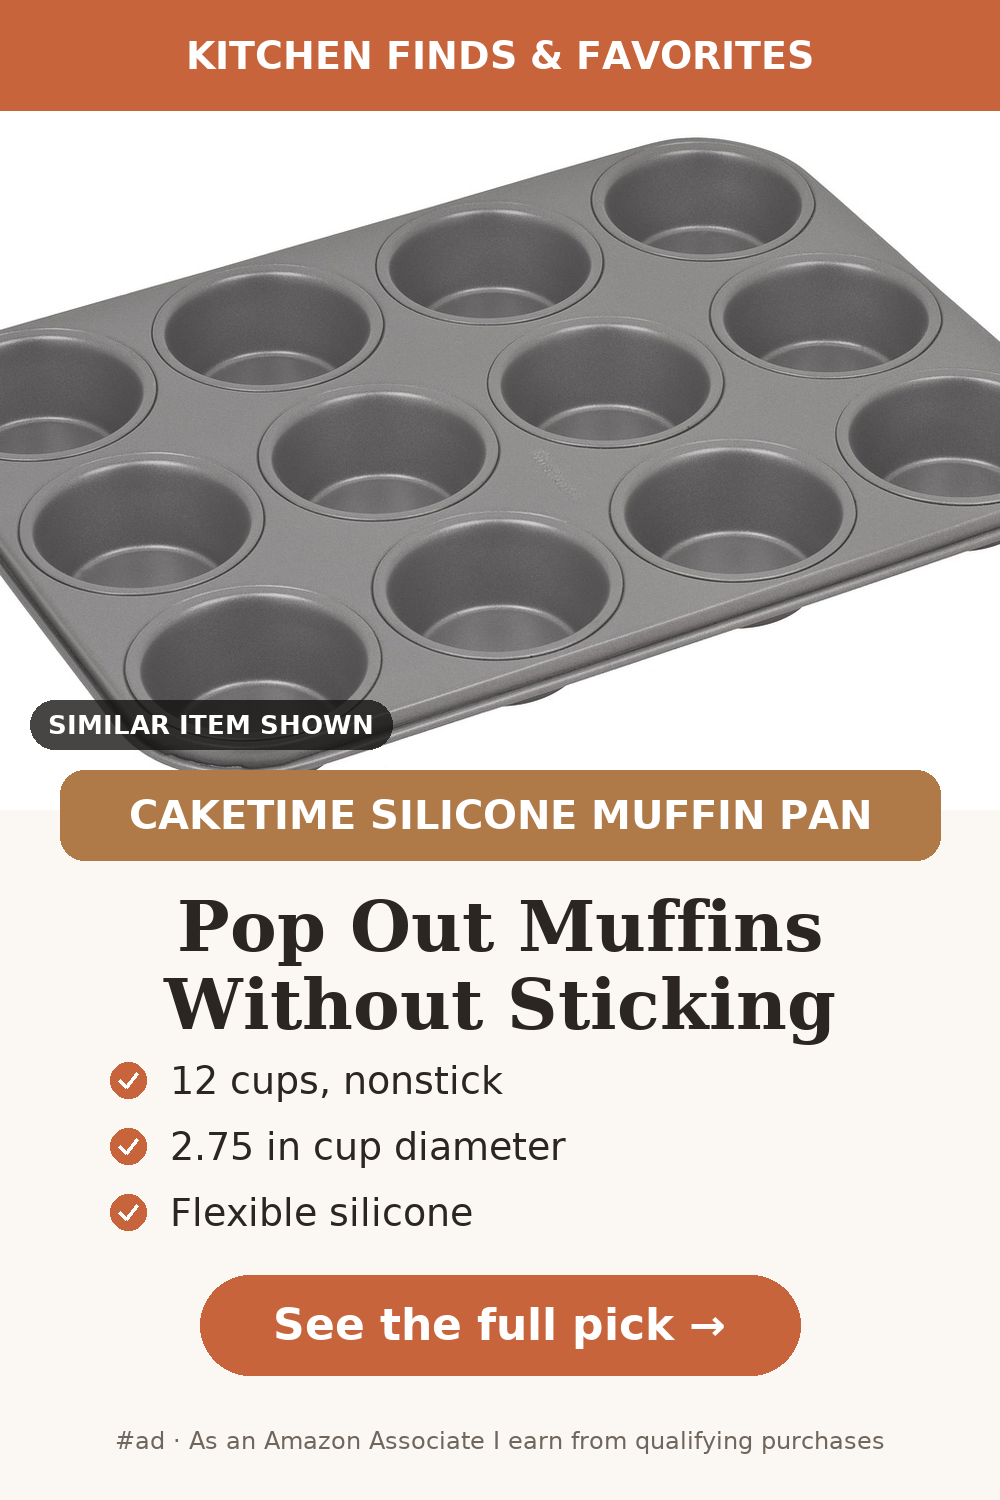 KITCHEN FINDS & FAVORITES
SIMILAR ITEM SHOWN
CAKETIME SILICONE MUFFIN PAN
Pop Out Muffins
Without Sticking
12 cups, nonstick
2.75 in cup diameter
Flexible silicone
See the full pick →
#ad · As an Amazon Associate I earn from qualifying purchases